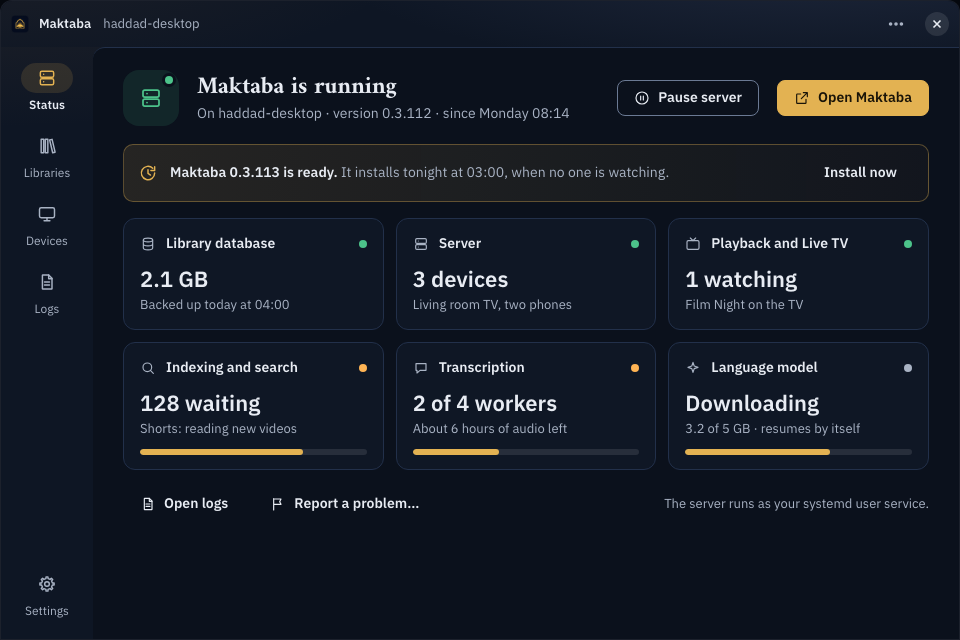 Maktaba haddad-desktop
Status
Libraries
Devices
Logs
Settings
Maktaba is running
On haddad-desktop · version 0.3.112 · since Monday 08:14
Pause server
Open Maktaba
Maktaba 0.3.113 is ready. It installs tonight at 03:00, when no one is watching.
Install now
Library database
2.1 GB
Backed up today at 04:00
Server
3 devices
Living room TV, two phones
Playback and Live TV
1 watching
Film Night on the TV
Indexing and search
128 waiting
Shorts: reading new videos
Transcription
2 of 4 workers
About 6 hours of audio left
Language model
Downloading
3.2 of 5 GB · resumes by itself
Open logs
Report a problem...
The server runs as your systemd user service.